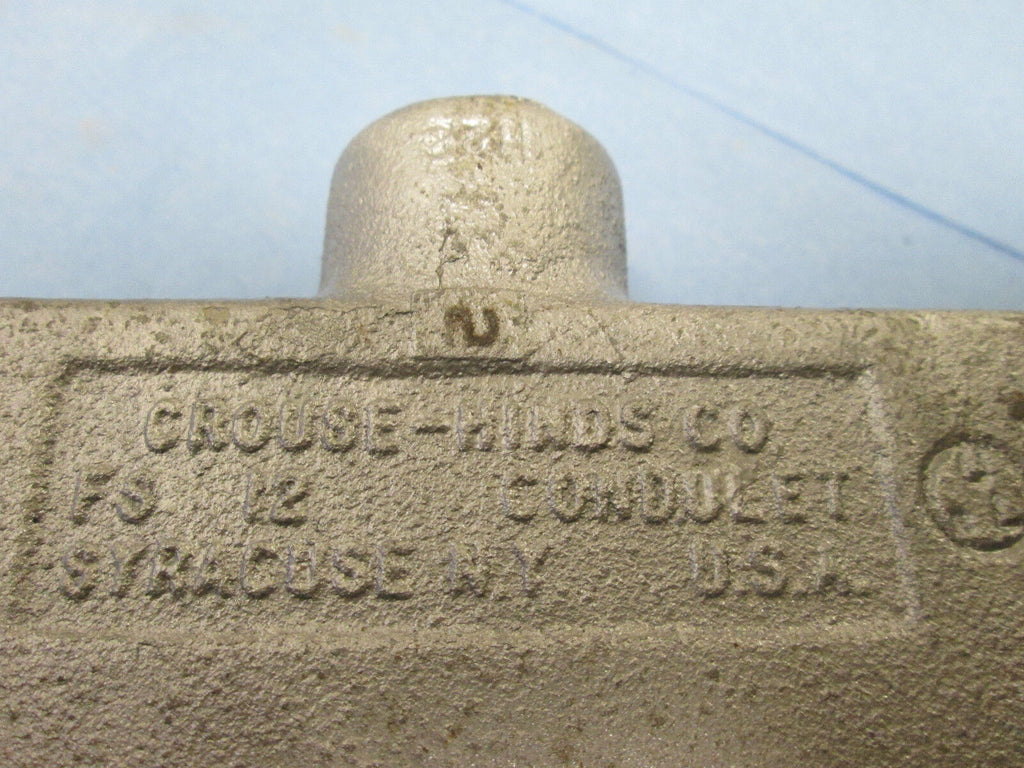 2
CROUSE-HINDS CO
FS 12 CONDULET
SYRACUSE N.Y. U.S.A.